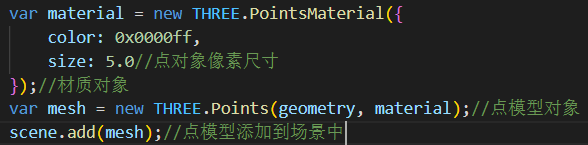 var material = new THREE.PointsMaterial({
    color: 0x0000ff,
    size: 5.0//点对象像素尺寸
});//材质对象
var mesh = new THREE.Points(geometry, material);//点模型对象
scene.add(mesh);//点模型添加到场景中